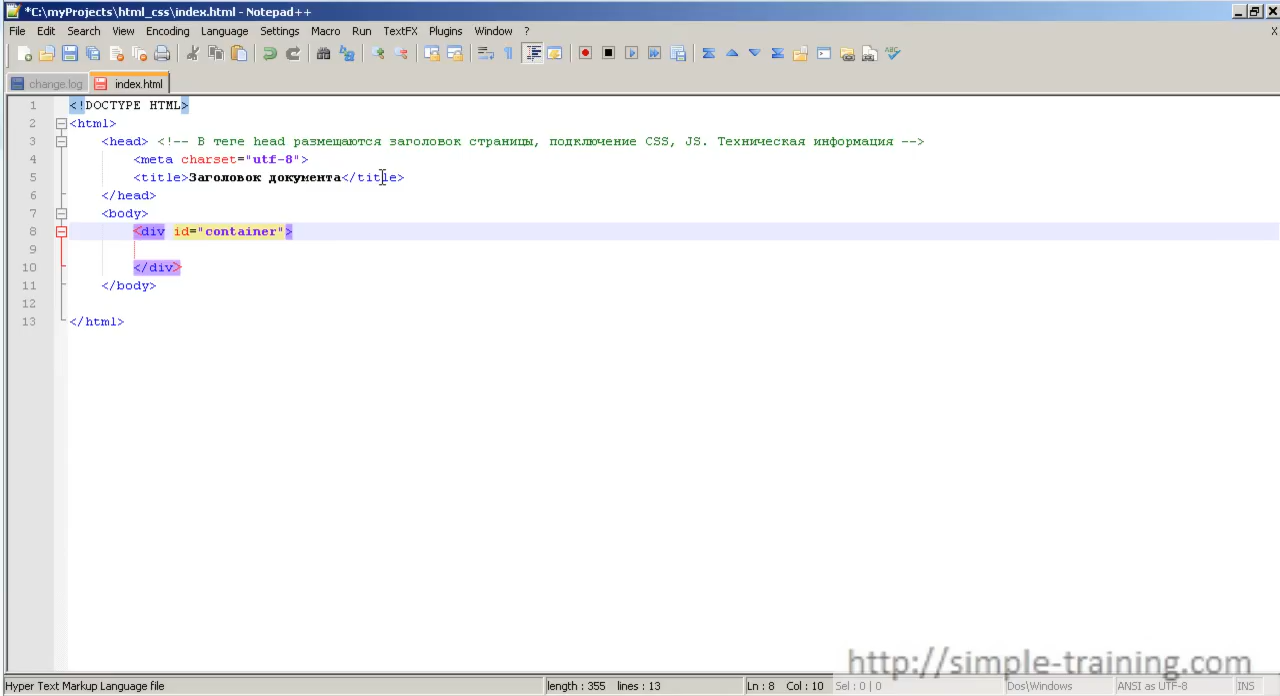 *C:\myProjects\html_css\index.html - Notepad++
File Edit Search View Encoding Language Settings Macro Run TextFX Plugins Window ? X
change.log index.html
1 <!DOCTYPE HTML>
2 <html>
3 <head> <!-- В теге head размещаются заголовок страницы, подключение CSS, JS. Техническая информация -->
4 <meta charset="utf-8">
5 <title>Заголовок документа</title>
6 </head>
7 <body>
8 <div id="container">
9
10 </div>
11 </body>
12
13 </html>
http://simple-training.com
Hyper Text Markup Language file length : 355 lines : 13 Ln : 8 Col : 10 Sel : 0 | 0 Dos\Windows ANSI as UTF-8 INS